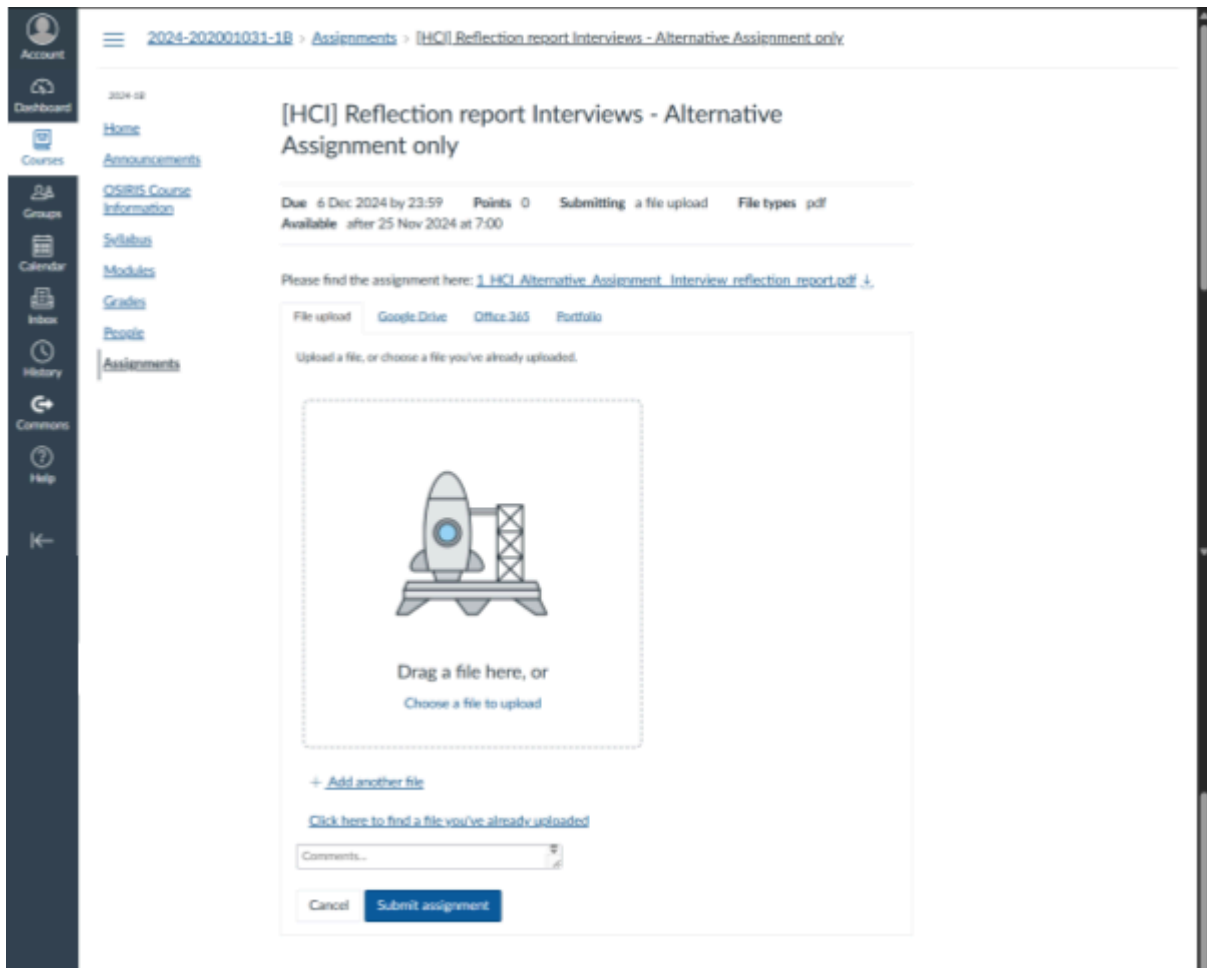 Account
Dashboard
Courses
Groups
Calendar
Inbox
History
Commons
Help
2024-202001031-1B > Assignments > [HCI] Reflection report Interviews - Alternative Assignment only
2024-1B
Home
Announcements
OSIRIS Course
Information
Syllabus
Modules
Grades
People
Assignments
[HCI] Reflection report Interviews - Alternative
Assignment only
Due 6 Dec 2024 by 23:59 Points 0 Submitting a file upload File types pdf
Available after 25 Nov 2024 at 7:00
Please find the assignment here: 1_HCI_Alternative_Assignment_Interview_reflection_report.pdf
File upload Google Drive Office 365 Portfolio
Upload a file, or choose a file you've already uploaded.
Drag a file here, or
Choose a file to upload
+ Add another file
Click here to find a file you've already uploaded
Comments...
Cancel Submit assignment